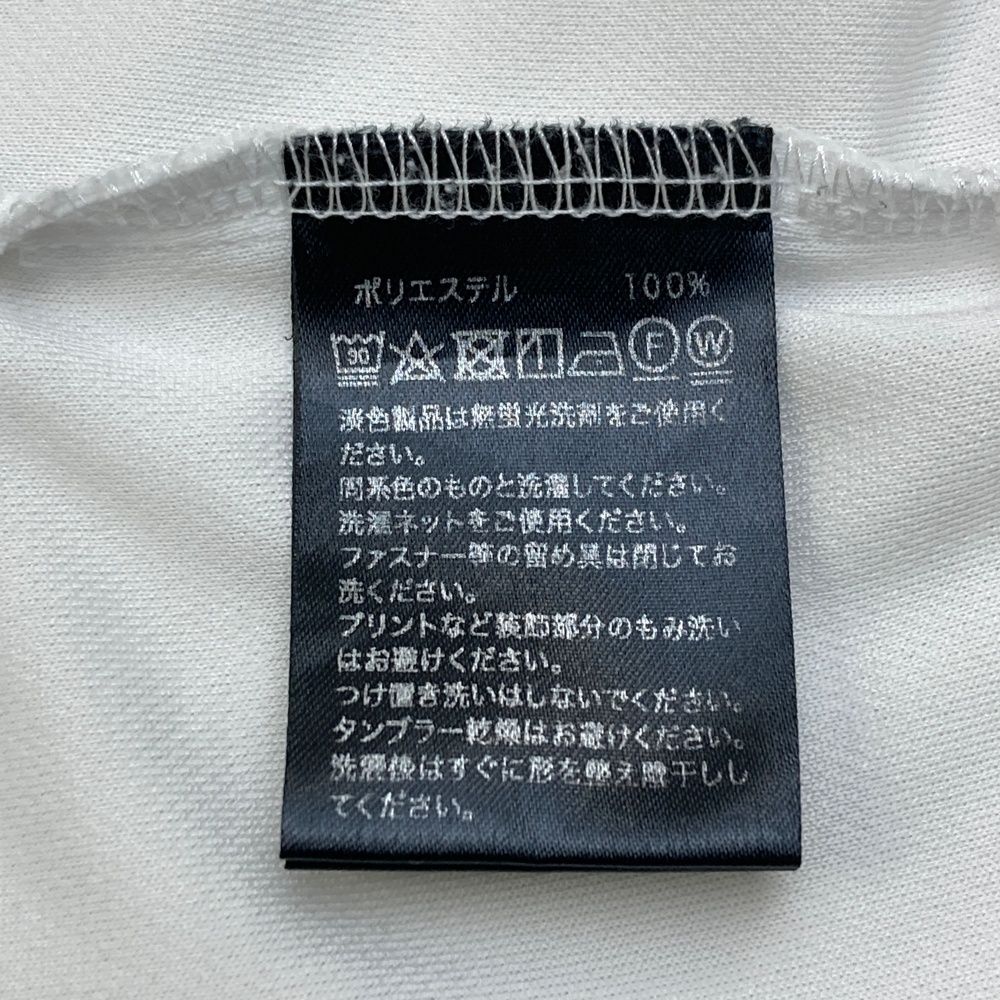 ポリエステル 100%
30
F W
淡色製品は無蛍光洗剤をご使用く
ださい。
同系色のものと洗濯してください。
洗濯ネットをご使用ください。
ファスナー等の留め具は閉じてお
洗ください。
プリントなど装飾部分のもみ洗い
はお避けください。
つけ置き洗いはしないでください。
タンブラー乾燥はお避けください。
洗濯後はすぐに形を整え陰干しし
てください。